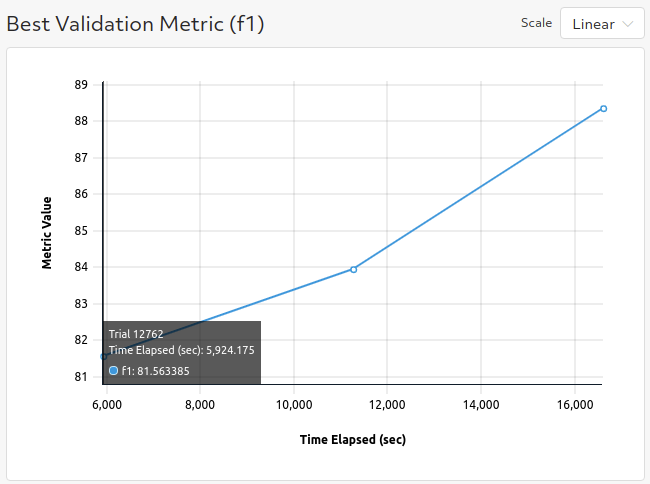 Best Validation Metric (f1)
Scale
Linear
89
88
87
86
85
84
83
82
81
Metric Value
Trial 12762
Time Elapsed (sec): 5,924.175
f1: 81.563385
6,000
8,000
10,000
12,000
14,000
16,000
Time Elapsed (sec)